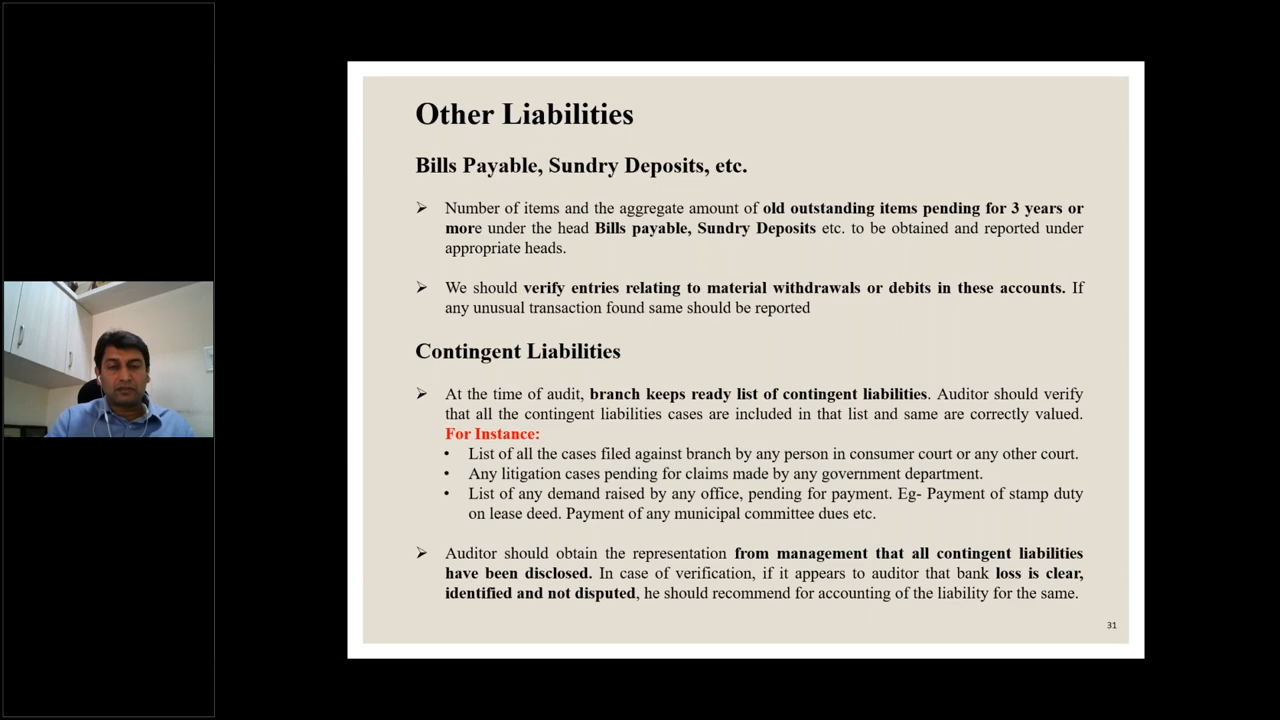 Other Liabilities
Bills Payable, Sundry Deposits, etc.
➢ Number of items and the aggregate amount of old outstanding items pending for 3 years or
more under the head Bills payable, Sundry Deposits etc. to be obtained and reported under
appropriate heads.
➢ We should verify entries relating to material withdrawals or debits in these accounts. If
any unusual transaction found same should be reported
Contingent Liabilities
➢ At the time of audit, branch keeps ready list of contingent liabilities. Auditor should verify
that all the contingent liabilities cases are included in that list and same are correctly valued.
For Instance:
• List of all the cases filed against branch by any person in consumer court or any other court.
• Any litigation cases pending for claims made by any government department.
• List of any demand raised by any office, pending for payment. Eg- Payment of stamp duty
on lease deed. Payment of any municipal committee dues etc.
➢ Auditor should obtain the representation from management that all contingent liabilities
have been disclosed. In case of verification, if it appears to auditor that bank loss is clear,
identified and not disputed, he should recommend for accounting of the liability for the same.
31